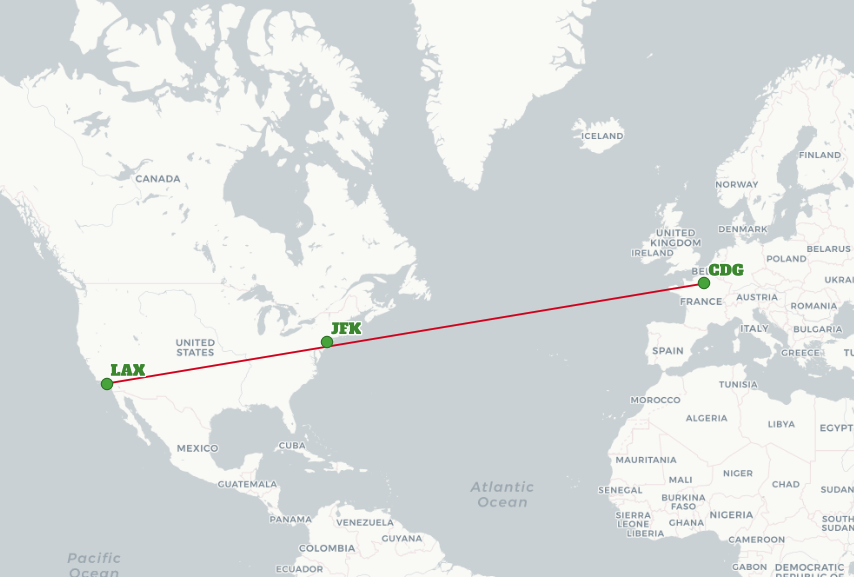 ICELAND
FINLAND
CANADA
NORWAY
UNITED
KINGDOM
DENMARK
IRELAND
BELARUS
POLAND
BEL
CDG
UKRAI
FRANCE
AUSTRIA
ROMANIA
JFK
ITALY
BULGARIA
UNITED
STATES
SPAIN
GREECE
TU
LAX
TUNISIA
MOROCCO
ALGERIA
LIBYA
EGYPT
MEXICO
CUBA
MAURITANIA
GUATEMALA
MALI
NIGER
CHAD
SUDAN
Atlantic
Ocean
SENEGAL
BURKINA
FASO
PANAMA
VENEZUELA
SIERRA
LEONE
GHANA
NIGERIA
SOUTH
SUDAN
LIBERIA
GUYANA
CAMEROON
COLOMBIA
Pacific
Ocean
ECUADOR
GABON
DEMOCRATIC
REPUBLIC OF